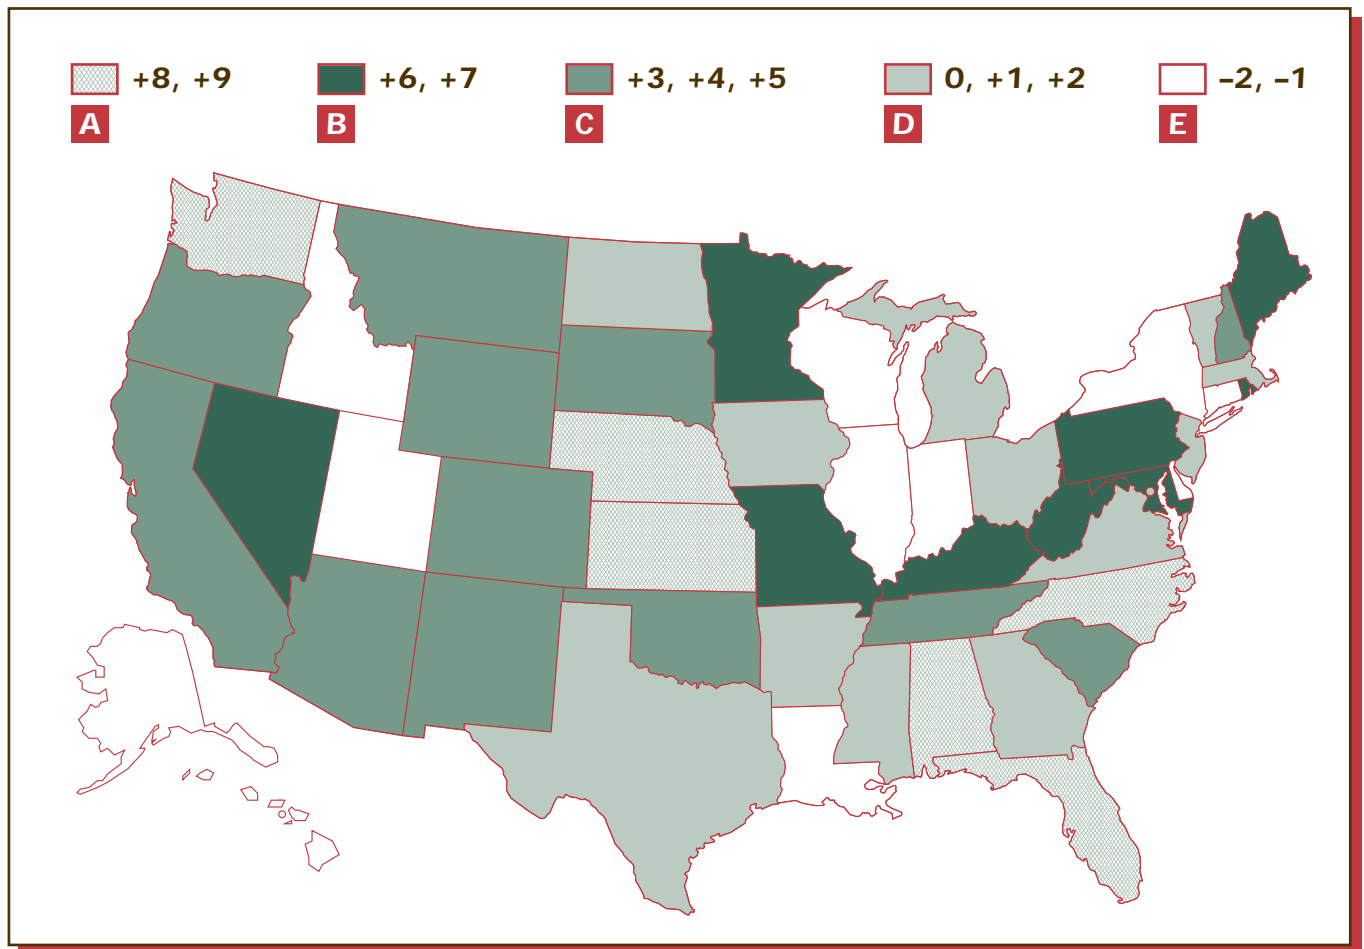 +8, +9 +6, +7 +3, +4, +5 0, +1, +2 –2, –1
A B C D E